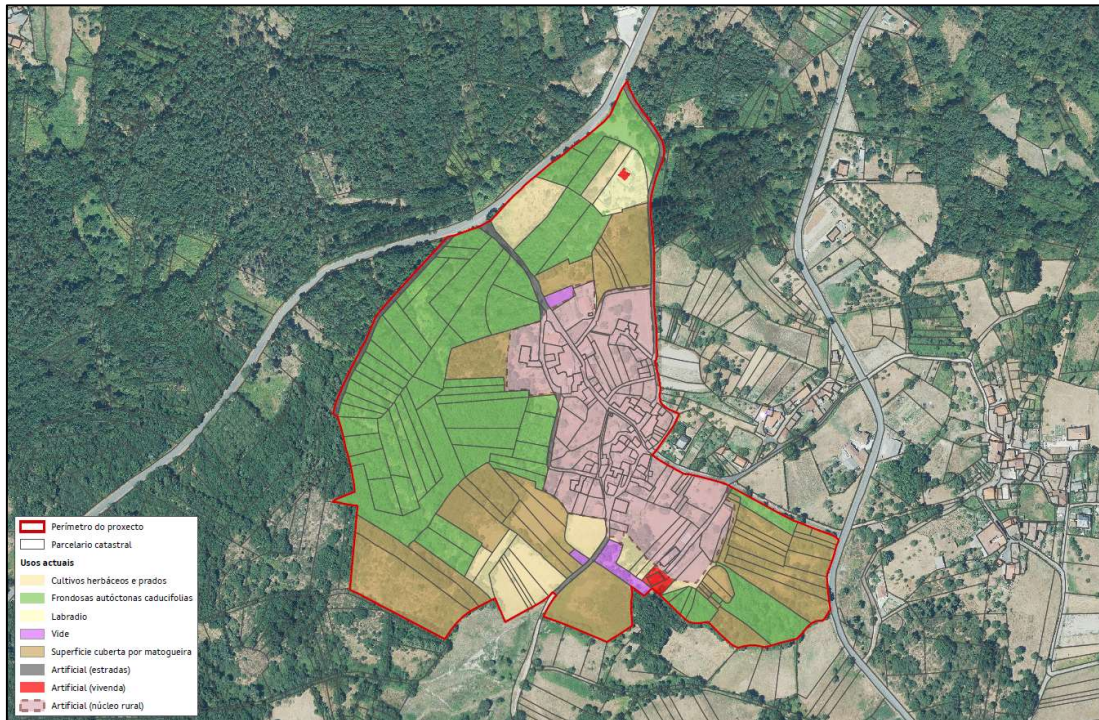 Perímetro do proxecto
Parcelario catastral
Usos actuais
Cultivos herbáceos e prados
Frondosas autóctonas caducifolias
Labradio
Vide
Superficie cuberta por matogueira
Artificial (estradas)
Artificial (vivenda)
Artificial (núcleo rural)